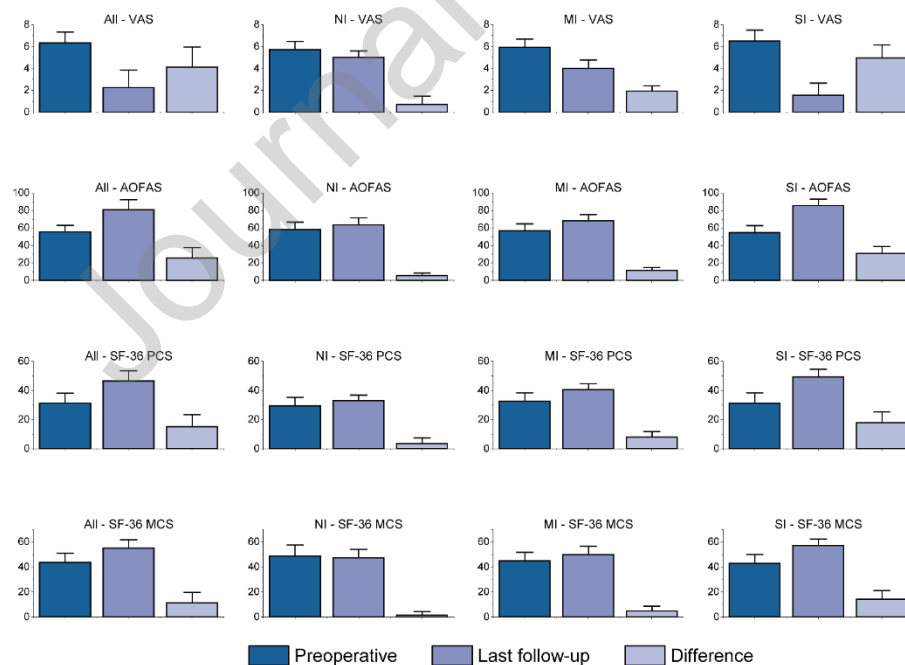 All - VAS NI - VAS MI - VAS SI - VAS
8 8 8 8
6 6 6 6
4 4 4 4
2 2 2 2
0 0 0 0
All - AOFAS NI - AOFAS MI - AOFAS SI - AOFAS
100 100 100 100
80 80 80 80
60 60 60 60
40 40 40 40
20 20 20 20
0 0 0 0
All - SF-36 PCS NI - SF-36 PCS MI - SF-36 PCS SI - SF-36 PCS
60 60 60 60
40 40 40 40
20 20 20 20
0 0 0 0
All - SF-36 MCS NI - SF-36 MCS MI - SF-36 MCS SI - SF-36 MCS
60 60 60 60
40 40 40 40
20 20 20 20
0 0 0 0
Preoperative Last follow-up Difference
Journal